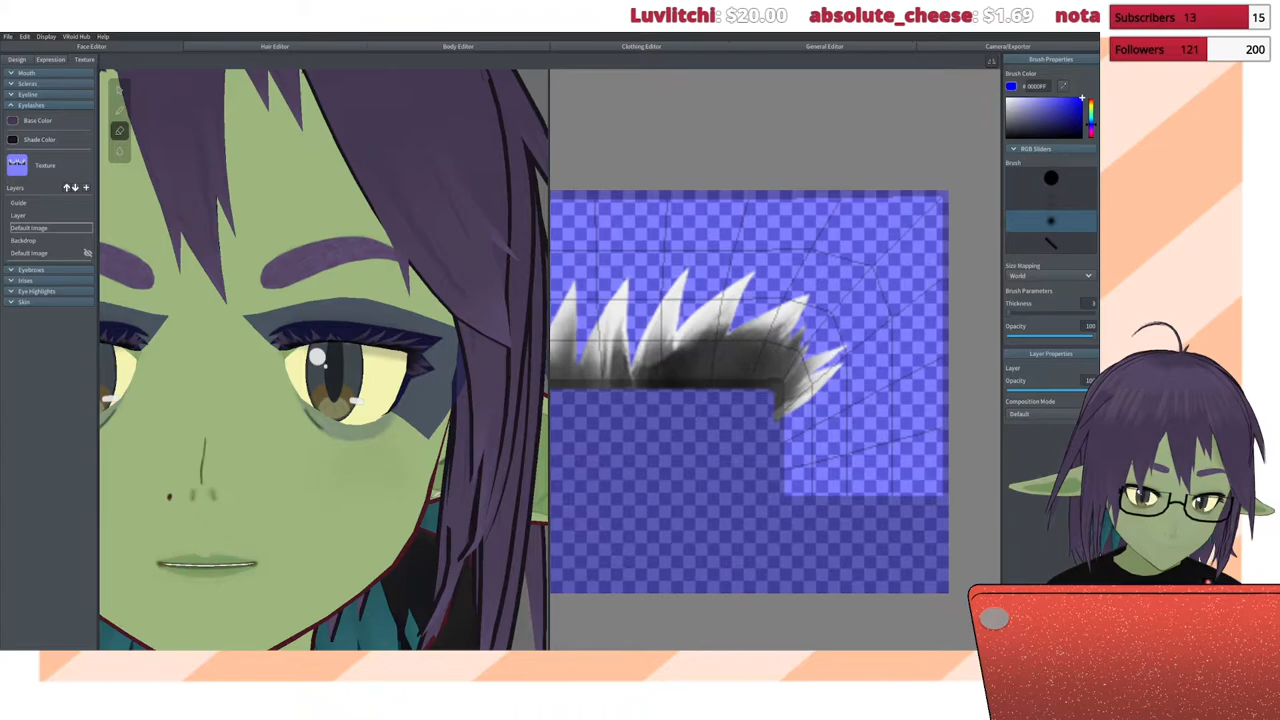 Luvlitchi: $20.00 absolute_cheese: $1.69 nota
Subscribers 13 15
Followers 121 200
File Edit Display VRoid Hub Help
Face Editor Hair Editor Body Editor Clothing Editor General Editor Camera/Exporter
Design Expression Texture
Mouth
Scleras
Eyeline
Eyelashes
Base Color
Shade Color
Texture
Layers
Guide
Layer
Default Image
Backdrop
Default Image
Eyebrows
Irises
Eye Highlights
Skin
Brush Properties
Brush Color
#0000FF
RGB Sliders
Brush
Size Mapping
World
Brush Parameters
Thickness 3
Opacity 100
Layer Properties
Layer
Opacity
Composition Mode
Default